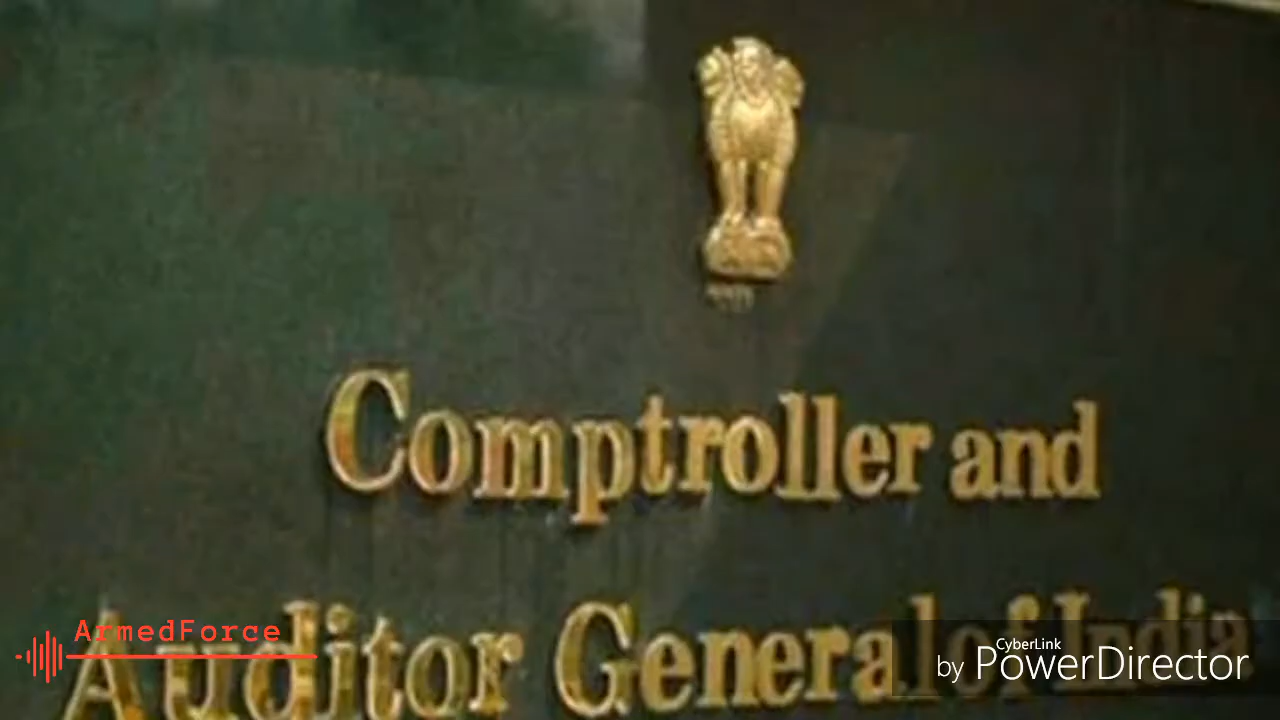 Comptroller and
Auditor General of India
ArmedForce
CyberLink
by PowerDirector